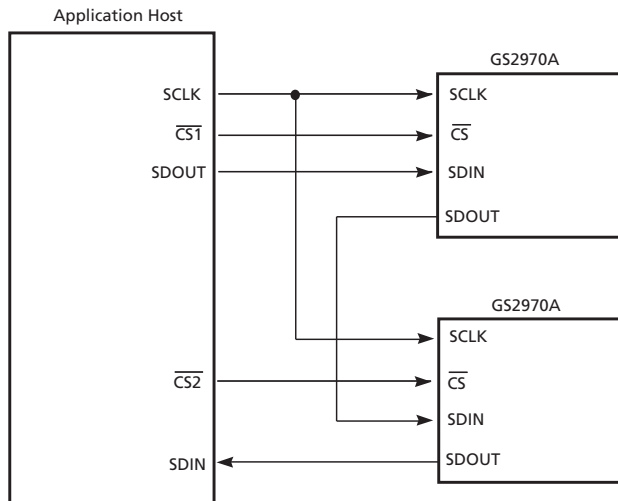 Application Host
GS2970A
SCLK
SCLK
CS1
CS
SDOUT
SDIN
SDOUT
GS2970A
SCLK
CS2
CS
SDIN
SDIN
SDOUT